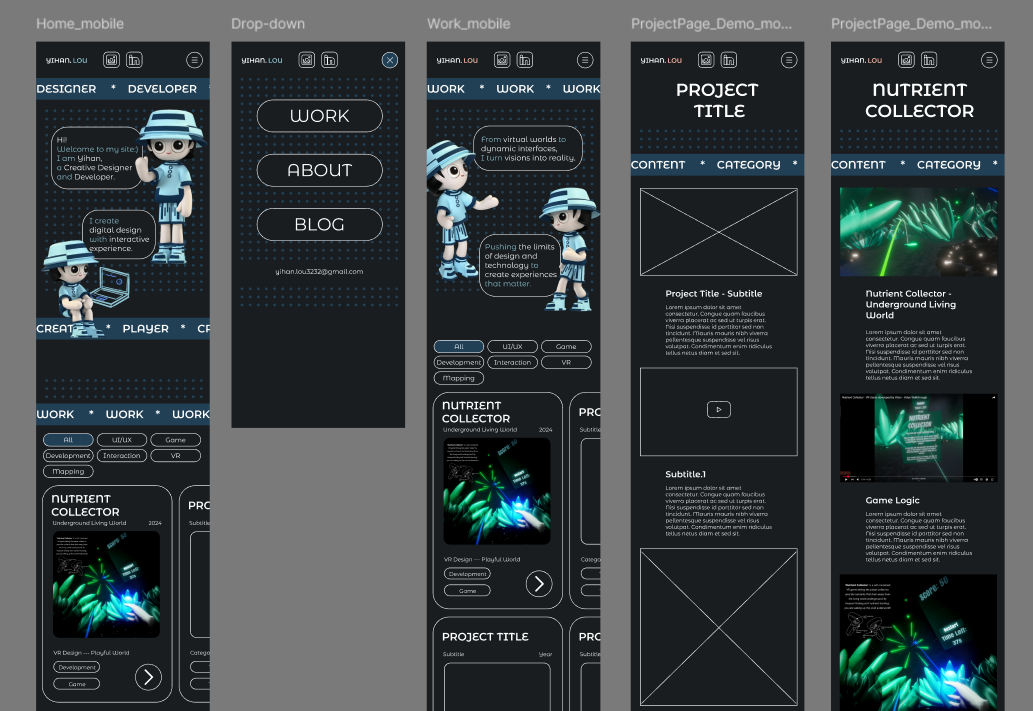 Home_mobile
YIHAN. LOU
DESIGNER * DEVELOPER
Hi!
Welcome to my site:)
I am Yihan,
a Creative Designer
and Developer.
I create
digital design
with interactive
experience.
CREAT * PLAYER * CR
WORK * WORK * WORK
All UI/UX Game
Development Interaction VR
Mapping
NUTRIENT
COLLECTOR
Underground Living World 2024
VR Design --- Playful World
Development
Game
PRO
Subtitle
Catego
Drop-down
YIHAN. LOU
WORK
ABOUT
BLOG
yihan.lou3232@gmail.com
Work_mobile
YIHAN. LOU
WORK * WORK * WORK
From virtual worlds to
dynamic interfaces,
I turn visions into reality.
Pushing the limits
of design and
technology to
create experiences
that matter.
All UI/UX Game
Development Interaction VR
Mapping
NUTRIENT
COLLECTOR
Underground Living World 2024
VR Design --- Playful World
Development
Game
PRO
Subtitle
Catego
PROJECT TITLE
Subtitle Year
PRO
Subtitle
ProjectPage_Demo_mo...
YIHAN. LOU
PROJECT
TITLE
CONTENT * CATEGORY *
Project Title - Subtitle
Lorem ipsum dolor sit amet
consectetur. Congue quam faucibus
viverra placerat ac sed ut turpis erat.
Nisi suspendisse id porttitor sed non
tincidunt. Mauris mauris nibh viverra
pellentesque suspendisse vel risus
volutpat. Condimentum enim dolor
tellus netus diam et sed sit.
Subtitle.1
Lorem ipsum dolor sit amet
consectetur. Congue quam faucibus
viverra placerat ac sed ut turpis erat.
Nisi suspendisse id porttitor sed non
tincidunt. Mauris mauris nibh viverra
pellentesque suspendisse vel risus
volutpat. Condimentum enim dolor
tellus netus diam et sed sit.
ProjectPage_Demo_mo...
YIHAN. LOU
NUTRIENT
COLLECTOR
CONTENT * CATEGORY *
Nutrient Collector -
Underground Living
World
Lorem ipsum dolor sit amet
consectetur. Congue quam faucibus
viverra placerat ac sed ut turpis erat.
Nisi suspendisse id porttitor sed non
tincidunt. Mauris mauris nibh viverra
pellentesque suspendisse vel risus
volutpat. Condimentum enim dolor
tellus netus diam et sed sit.
Game Logic
Lorem ipsum dolor sit amet
consectetur. Congue quam faucibus
viverra placerat ac sed ut turpis erat.
Nisi suspendisse id porttitor sed non
tincidunt. Mauris mauris nibh viverra
pellentesque suspendisse vel risus
volutpat. Condimentum enim dolor
tellus netus diam et sed sit.
Score: 50
Time Left:
37s